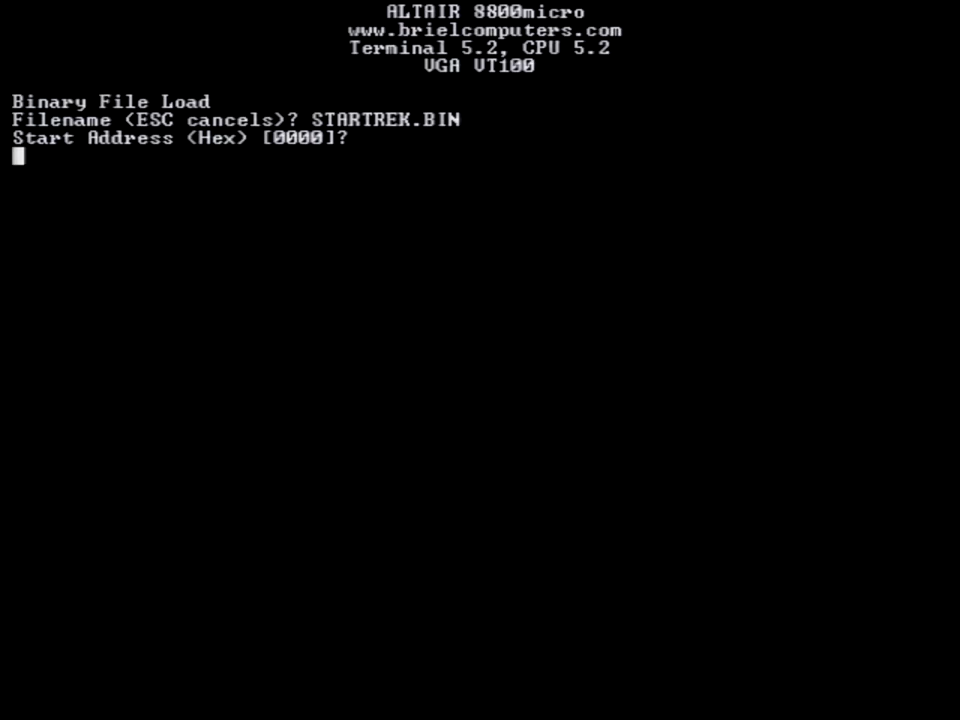 ALTAIR 8800micro
www.brielcomputers.com
Terminal 5.2, CPU 5.2
VGA VT100
Binary File Load
Filename (ESC cancels)? STARTREK.BIN
Start Address (Hex) [0000]?